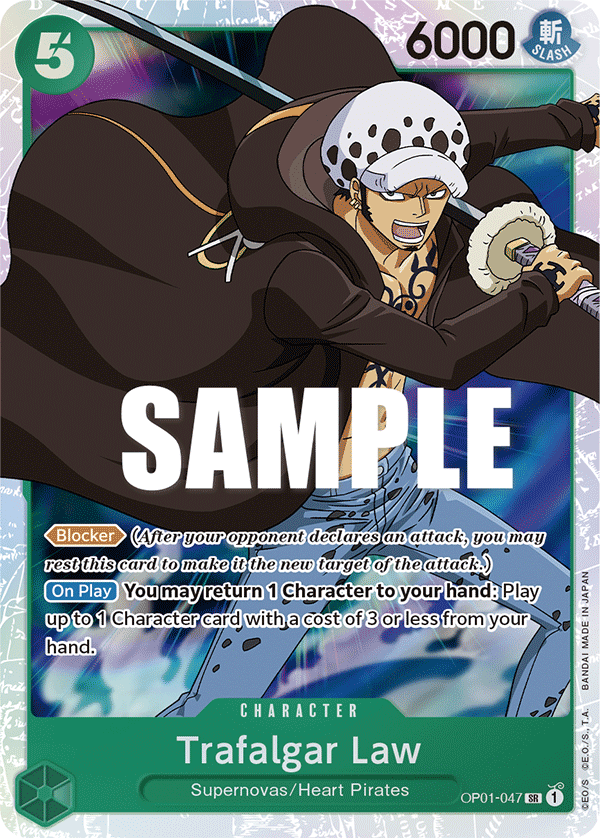 5
6000
斬
SLASH
SAMPLE
Blocker (After your opponent declares an attack, you may
rest this card to make it the new target of the attack.)
On Play You may return 1 Character to your hand: Play
up to 1 Character card with a cost of 3 or less from your
hand.
CHARACTER
Trafalgar Law
Supernovas/Heart Pirates
OP01-047 SR 1
©E.O/S ©E.O./S., T.A. BANDAI MADE IN JAPAN